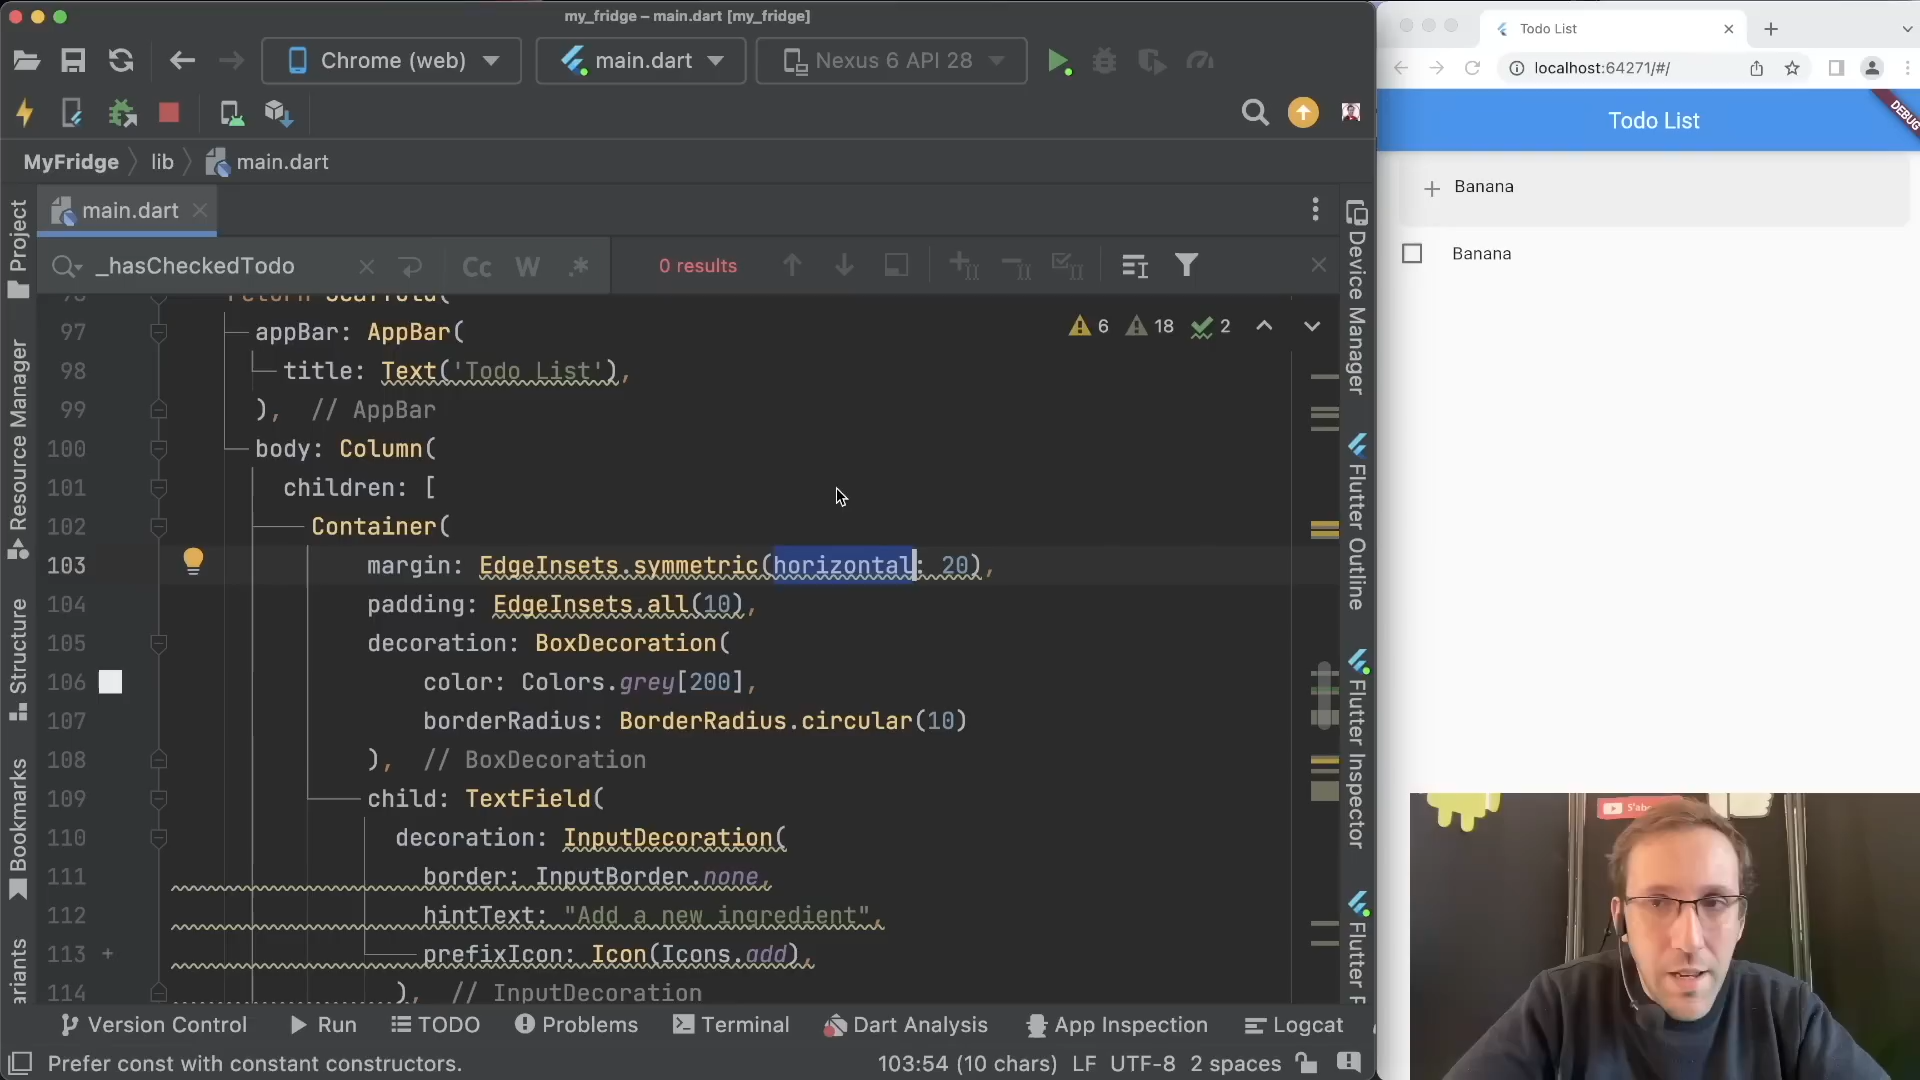 my_fridge – main.dart [my_fridge]
Chrome (web)
main.dart
Nexus 6 API 28
MyFridge
lib
main.dart
Project
Resource Manager
Structure
Bookmarks
main.dart
_hasCheckedTodo
Cc
W
.*
0 results
6
18
2
97 appBar: AppBar(
98 title: Text('Todo List'),
99 ), // AppBar
100 body: Column(
101 children: [
102 Container(
103 margin: EdgeInsets.symmetric(horizontal: 20),
104 padding: EdgeInsets.all(10),
105 decoration: BoxDecoration(
106 color: Colors.grey[200],
107 borderRadius: BorderRadius.circular(10)
108 ), // BoxDecoration
109 child: TextField(
110 decoration: InputDecoration(
111 border: InputBorder.none,
112 hintText: "Add a new ingredient",
113 + prefixIcon: Icon(Icons.add),
114 ), // InputDecoration
Device Manager
Flutter Outline
Flutter Inspector
Flutter
Version Control
Run
TODO
Problems
Terminal
Dart Analysis
App Inspection
Logcat
Prefer const with constant constructors.
103:54 (10 chars)
LF
UTF-8
2 spaces
Todo List
localhost:64271/#/
Todo List
DEBUG
Banana
Banana